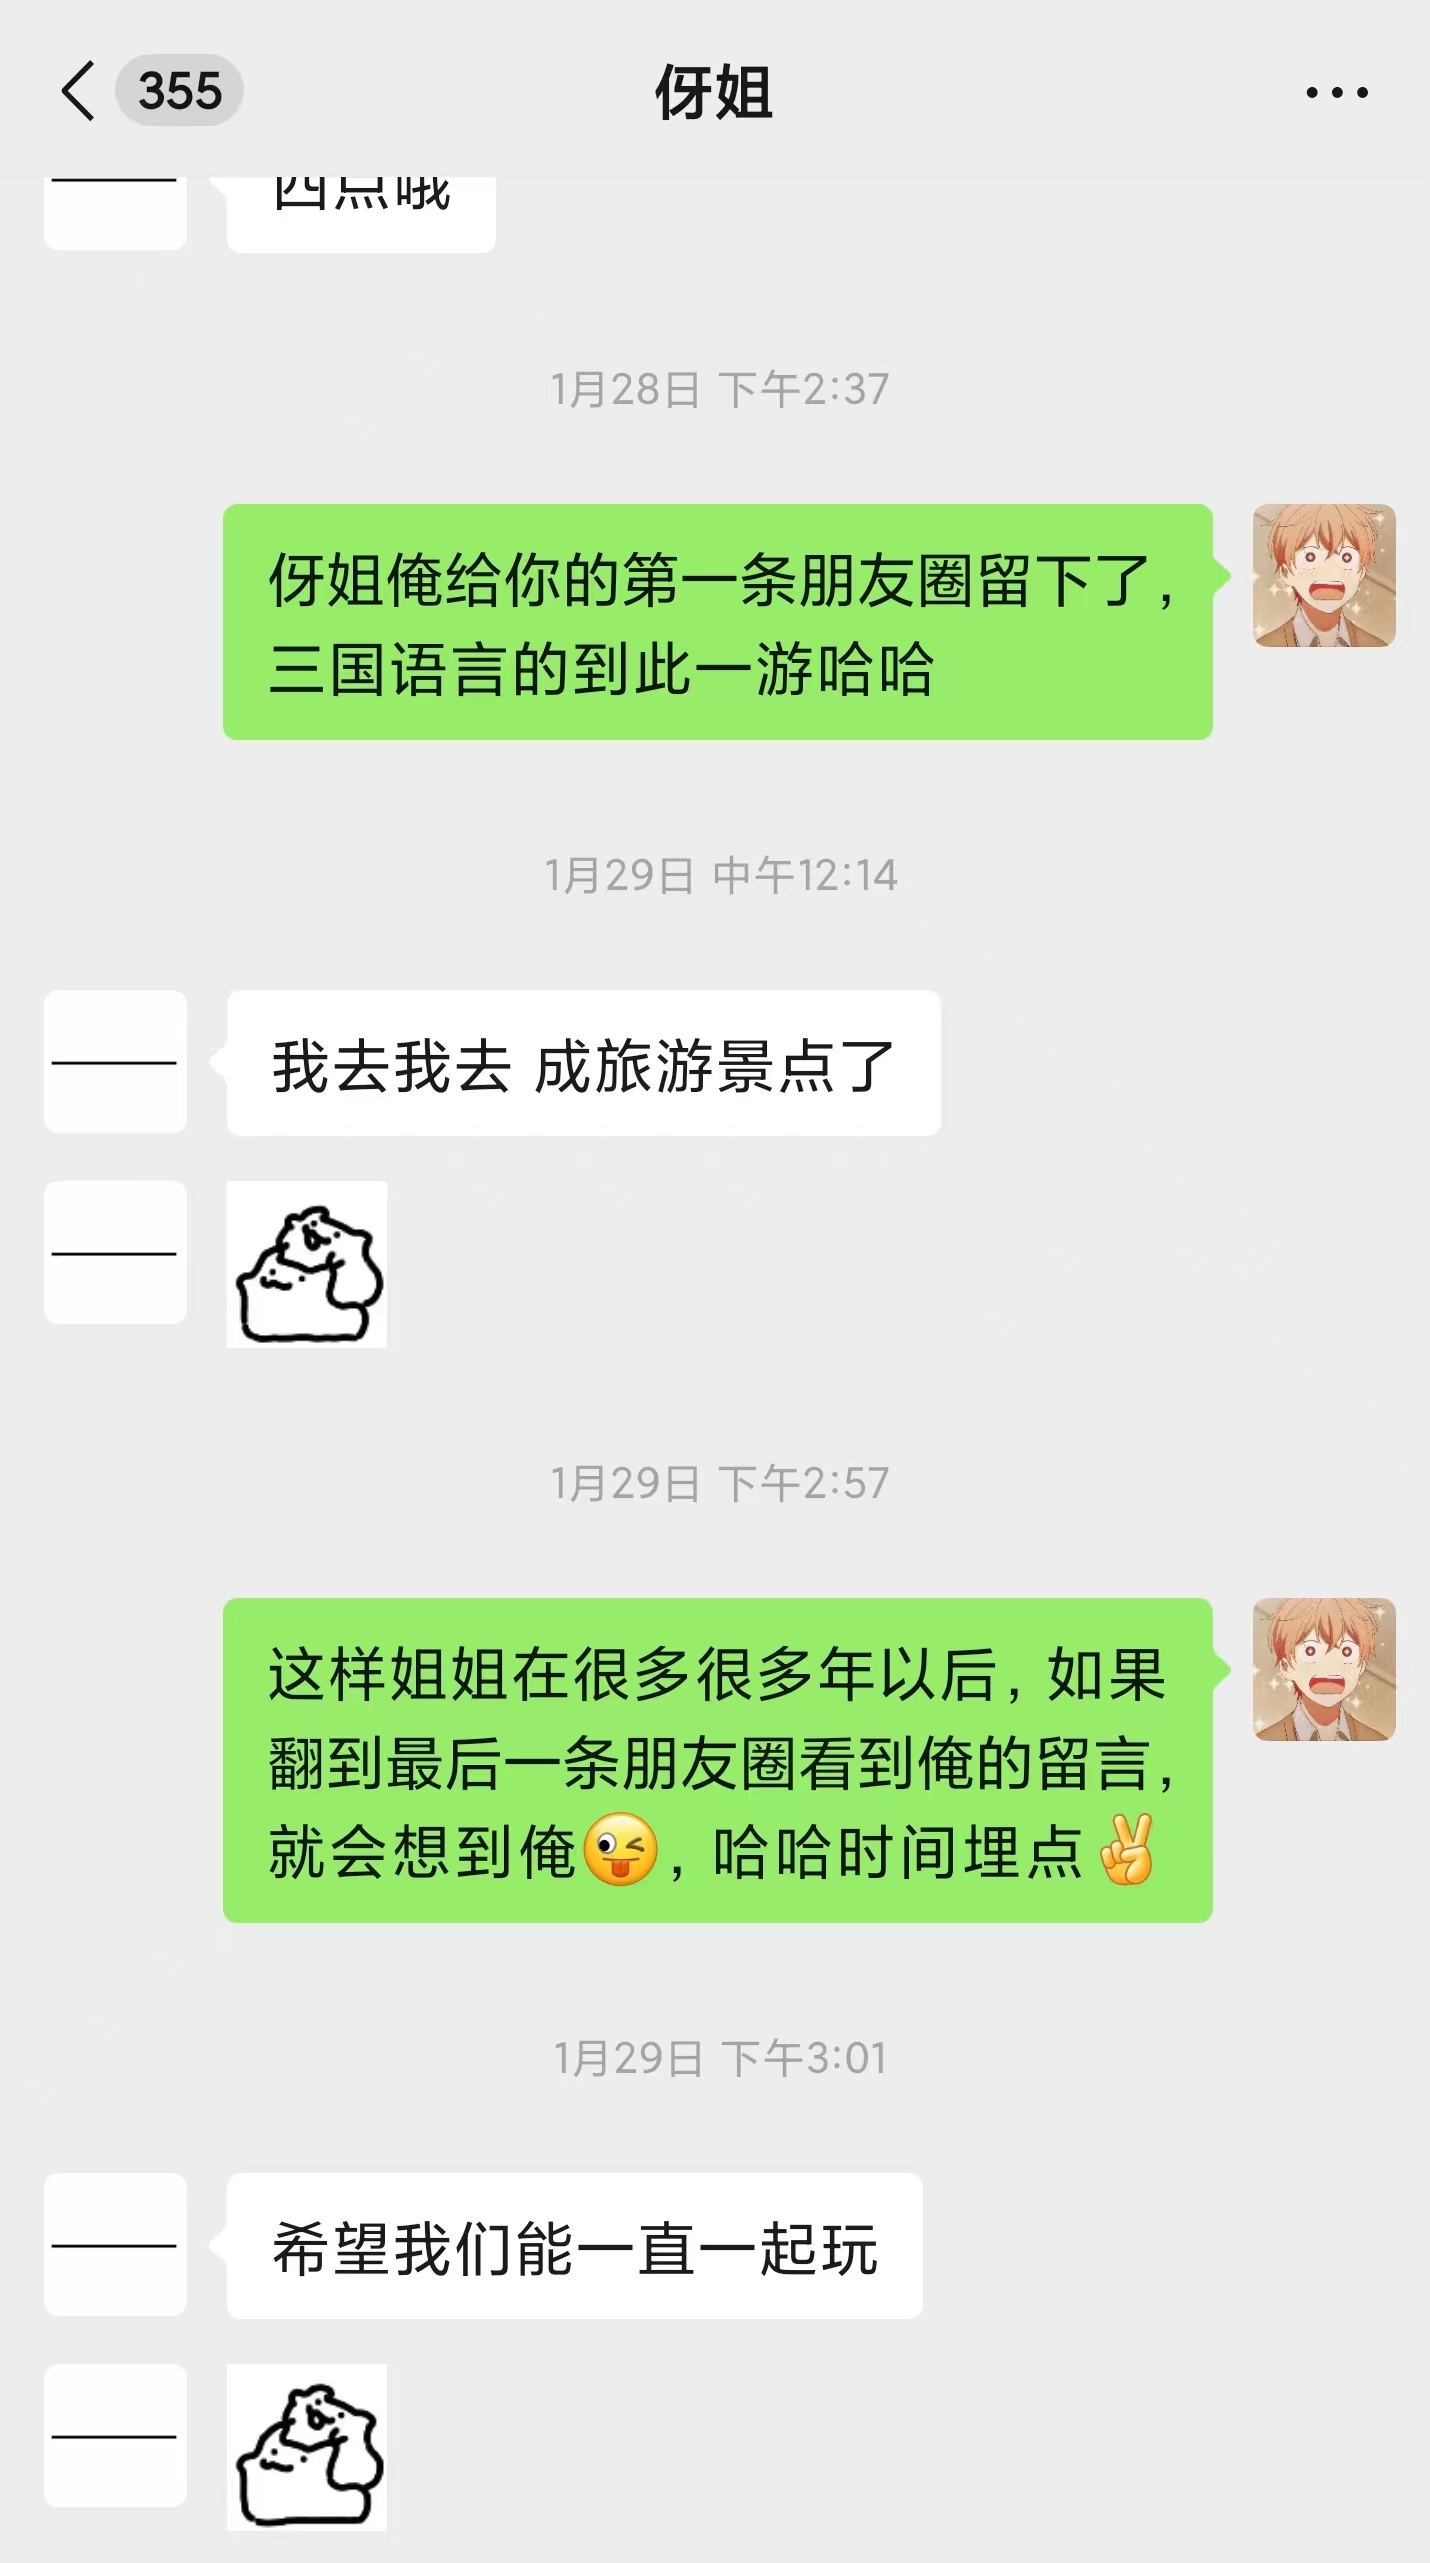 355
伢姐
四点哦
1月28日 下午2:37
伢姐俺给你的第一条朋友圈留下了，
三国语言的到此一游哈哈
1月29日 中午12:14
我去我去 成旅游景点了
1月29日 下午2:57
这样姐姐在很多很多年以后，如果
翻到最后一条朋友圈看到俺的留言，
就会想到俺😜，哈哈时间埋点✌️
1月29日 下午3:01
希望我们能一直一起玩